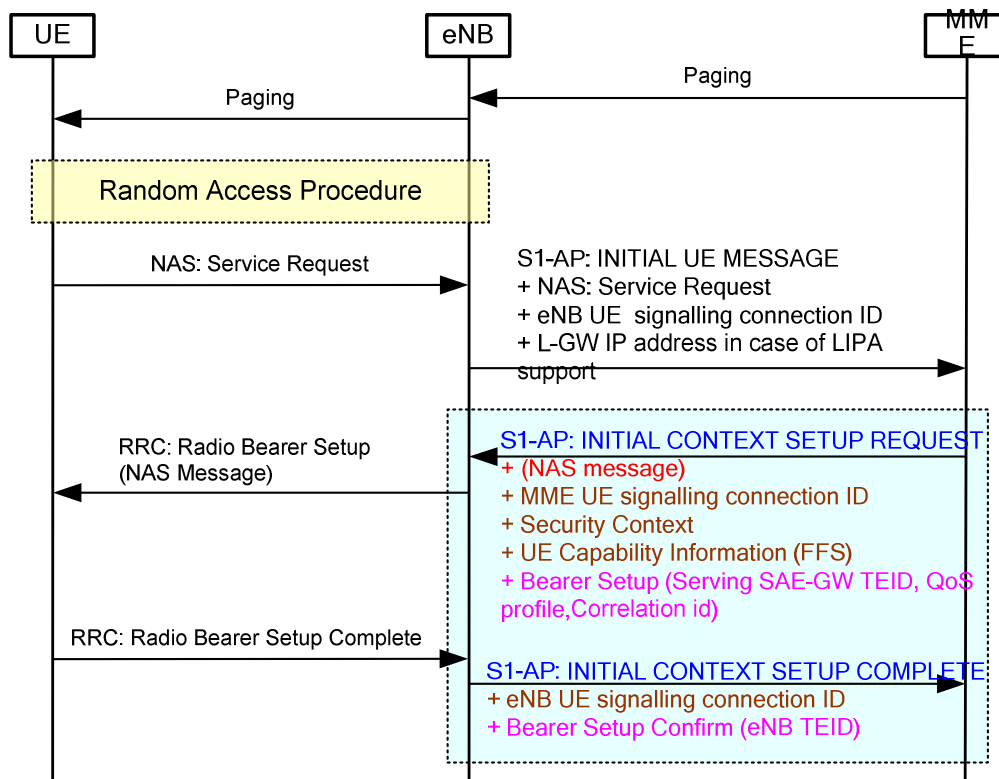 UE
eNB
MM
E
Paging
Paging
Random Access Procedure
NAS: Service Request
S1-AP: INITIAL UE MESSAGE
+ NAS: Service Request
+ eNB UE signalling connection ID
+ L-GW IP address in case of LIPA
support
RRC: Radio Bearer Setup
(NAS Message)
S1-AP: INITIAL CONTEXT SETUP REQUEST
+ (NAS message)
+ MME UE signalling connection ID
+ Security Context
+ UE Capability Information (FFS)
+ Bearer Setup (Serving SAE-GW TEID, QoS
profile,Correlation id)
RRC: Radio Bearer Setup Complete
S1-AP: INITIAL CONTEXT SETUP COMPLETE
+ eNB UE signalling connection ID
+ Bearer Setup Confirm (eNB TEID)